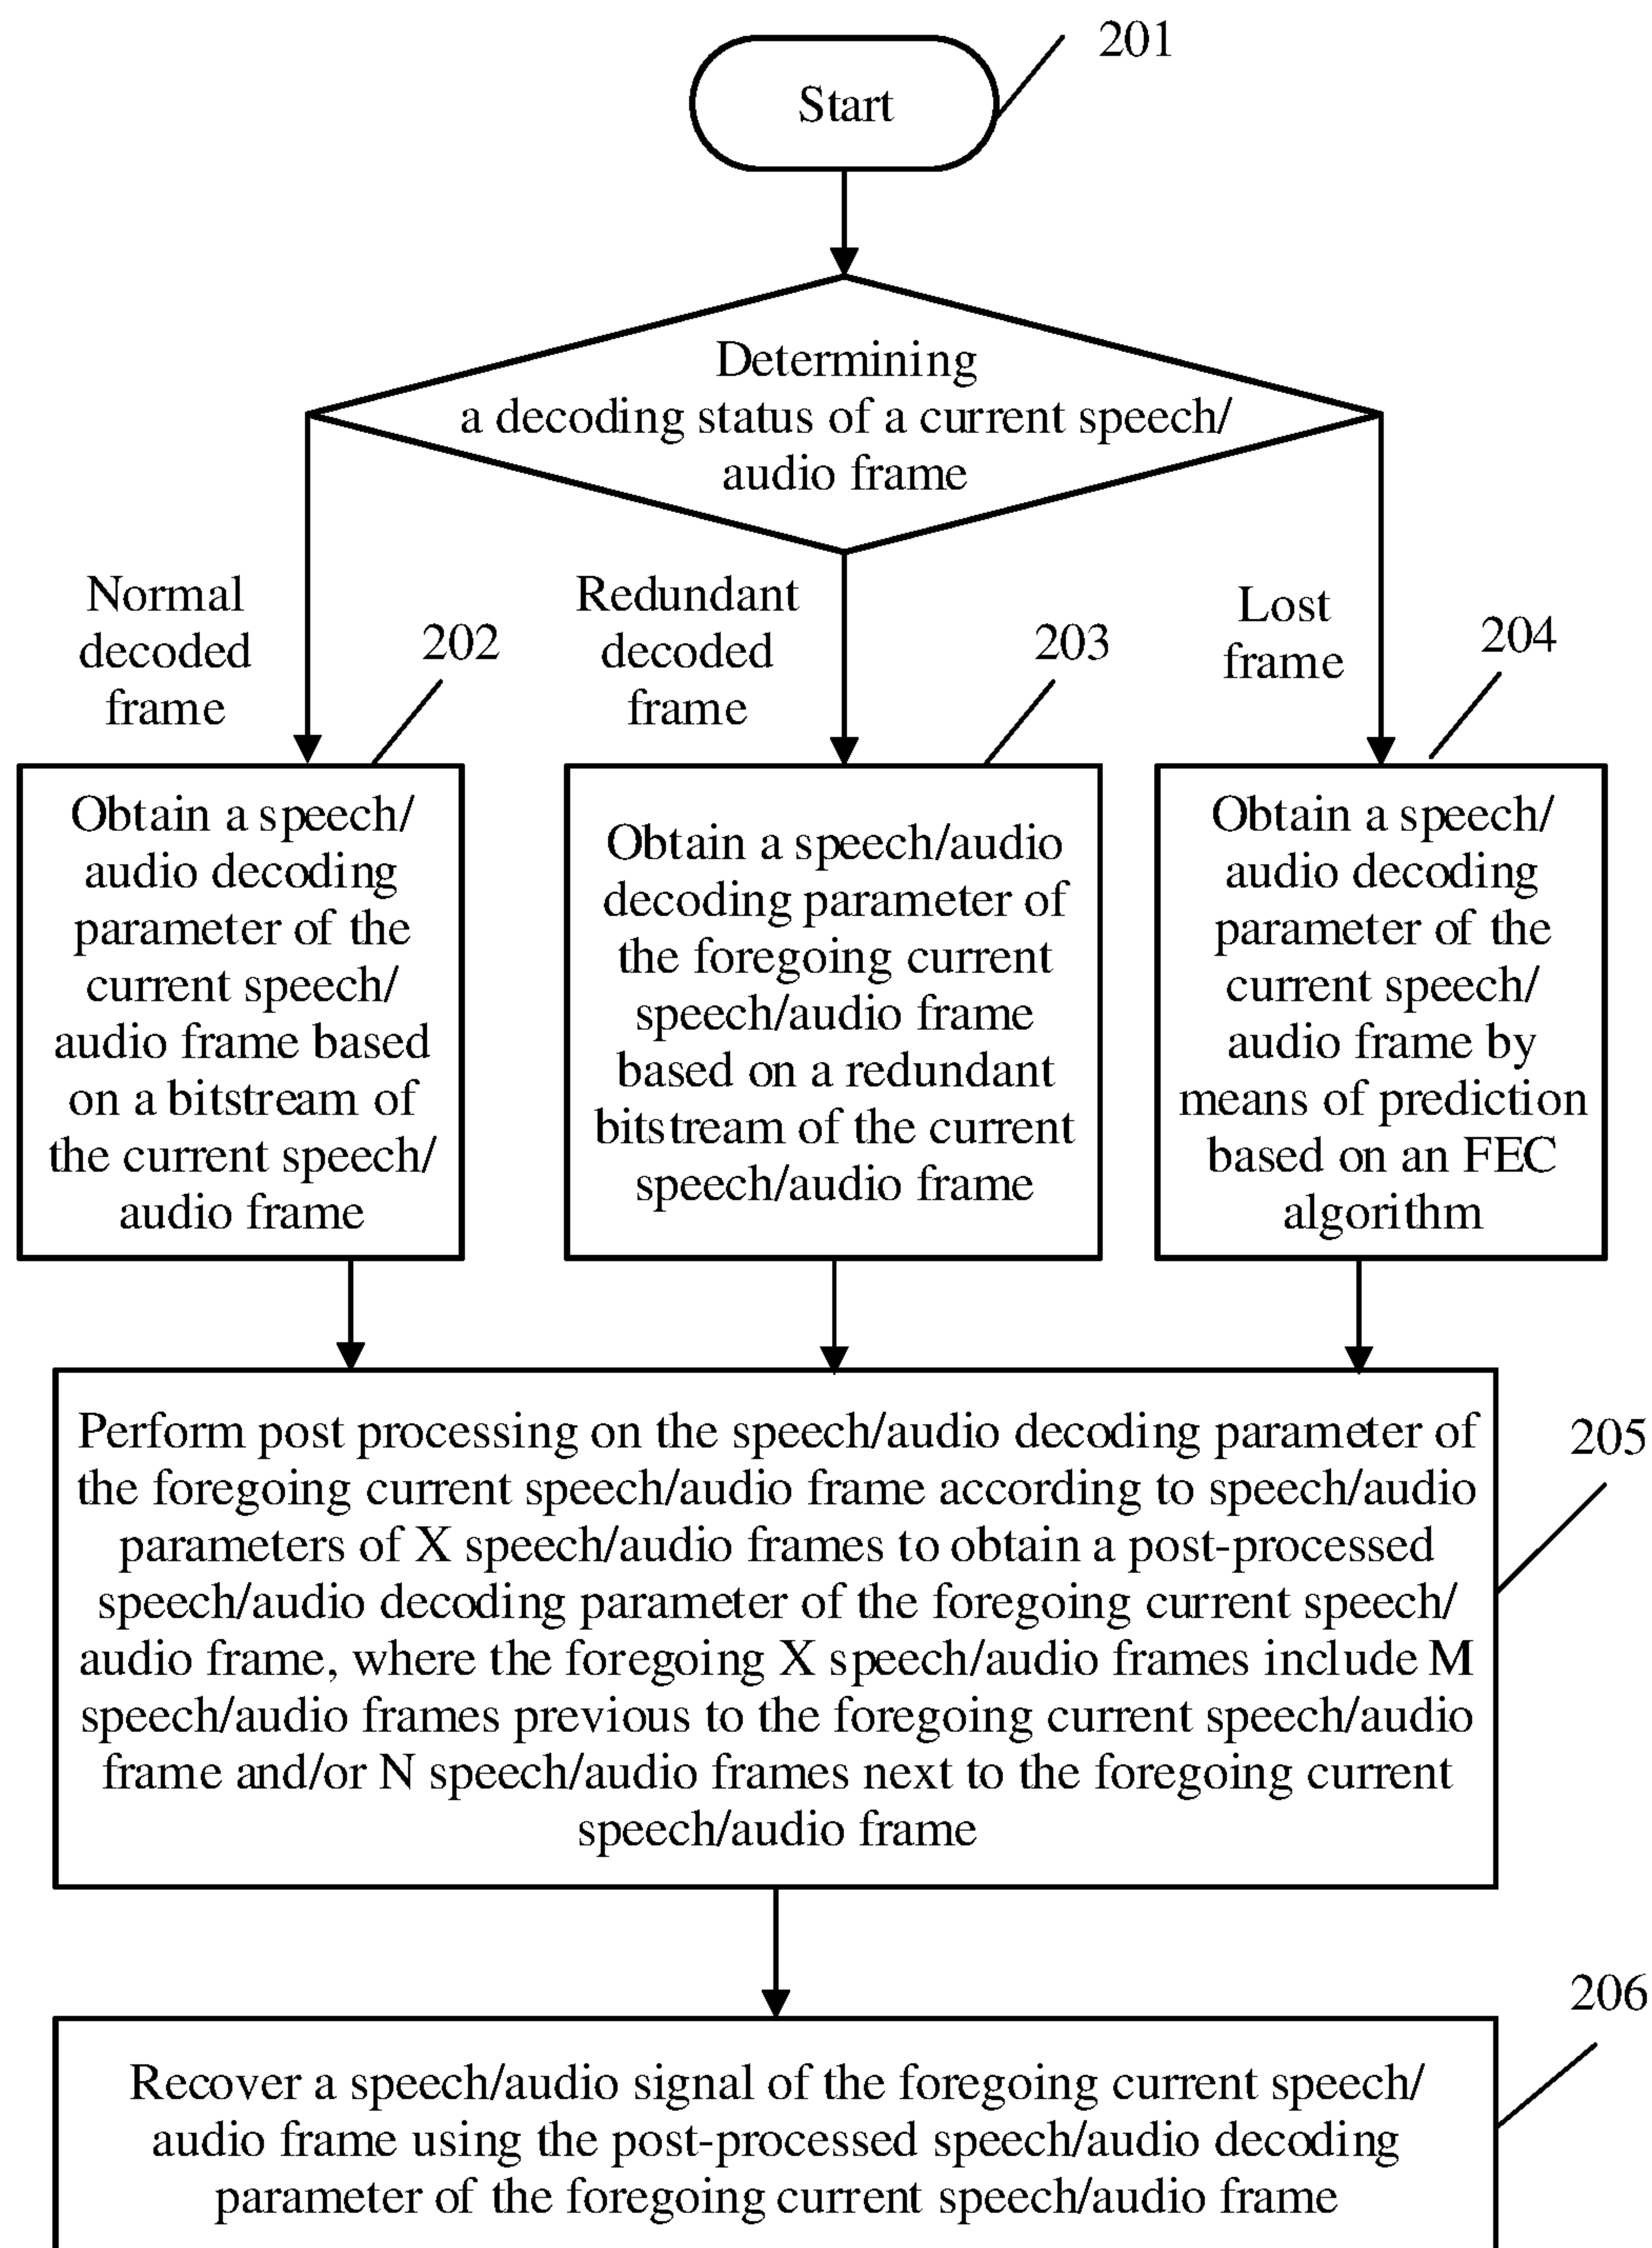 201
Start
Determining
a decoding status of a current speech/
audio frame
Normal
decoded
frame
202
Redundant
decoded
frame
203
Lost
frame
204
Obtain a speech/
audio decoding
parameter of the
current speech/
audio frame based
on a bitstream of
the current speech/
audio frame
Obtain a speech/audio
decoding parameter of
the foregoing current
speech/audio frame
based on a redundant
bitstream of the current
speech/audio frame
Obtain a speech/
audio decoding
parameter of the
current speech/
audio frame by
means of prediction
based on an FEC
algorithm
Perform post processing on the speech/audio decoding parameter of
the foregoing current speech/audio frame according to speech/audio
parameters of X speech/audio frames to obtain a post-processed
speech/audio decoding parameter of the foregoing current speech/
audio frame, where the foregoing X speech/audio frames include M
speech/audio frames previous to the foregoing current speech/audio
frame and/or N speech/audio frames next to the foregoing current
speech/audio frame
205
206
Recover a speech/audio signal of the foregoing current speech/
audio frame using the post-processed speech/audio decoding
parameter of the foregoing current speech/audio frame